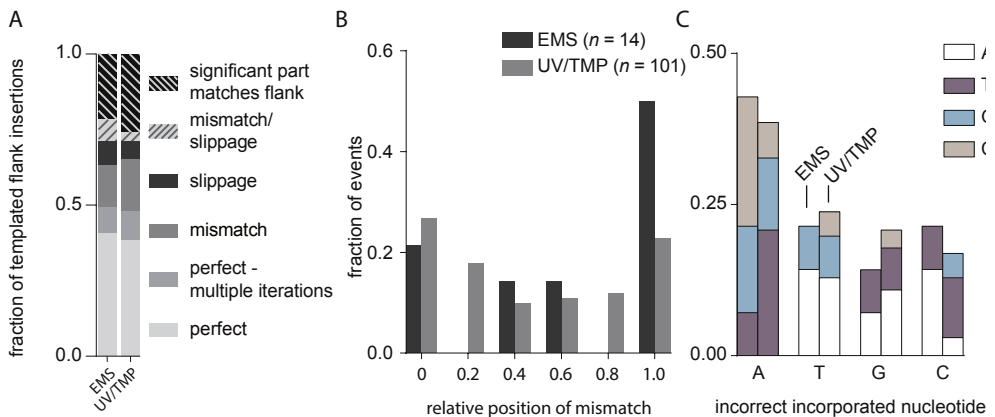 A
fraction of templated flank insertions
1.0
0.5
0.0
EMS
UV/TMP
significant part
matches flank
mismatch/
slippage
slippage
mismatch
perfect -
multiple iterations
perfect
B
fraction of events
0.6
0.4
0.2
0.0
EMS (n = 14)
UV/TMP (n = 101)
0 0.2 0.4 0.6 0.8 1.0
relative position of mismatch
C
0.50
0.25
0.00
EMS
UV/TMP
A
T
A T G C
incorrect incorporated nucleotide